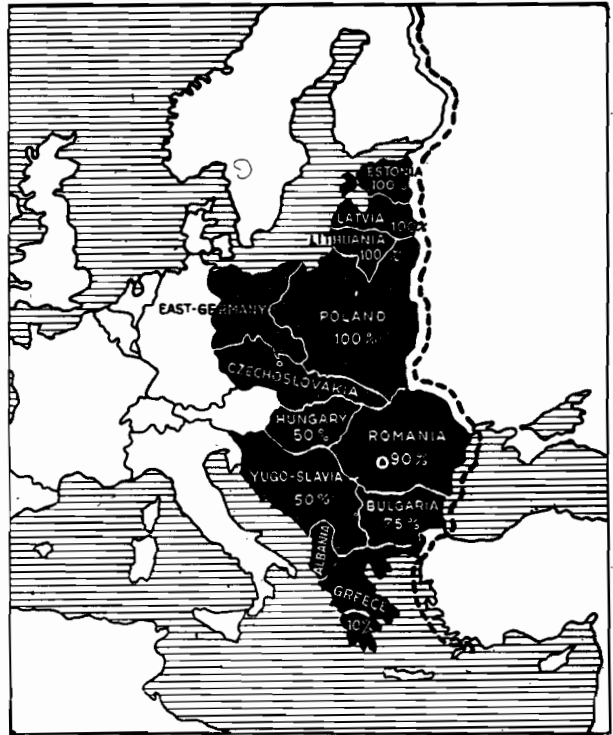 ESTONIA
100%
LATVIA 100%
LITHUANIA
100%
EAST-GERMANY
POLAND
100%
CZECHOSLOVAKIA
HUNGARY
50%
ROMANIA
90%
YUGO-SLAVIA
50%
BULGARIA
75%
ALBANIA
GREECE
10%